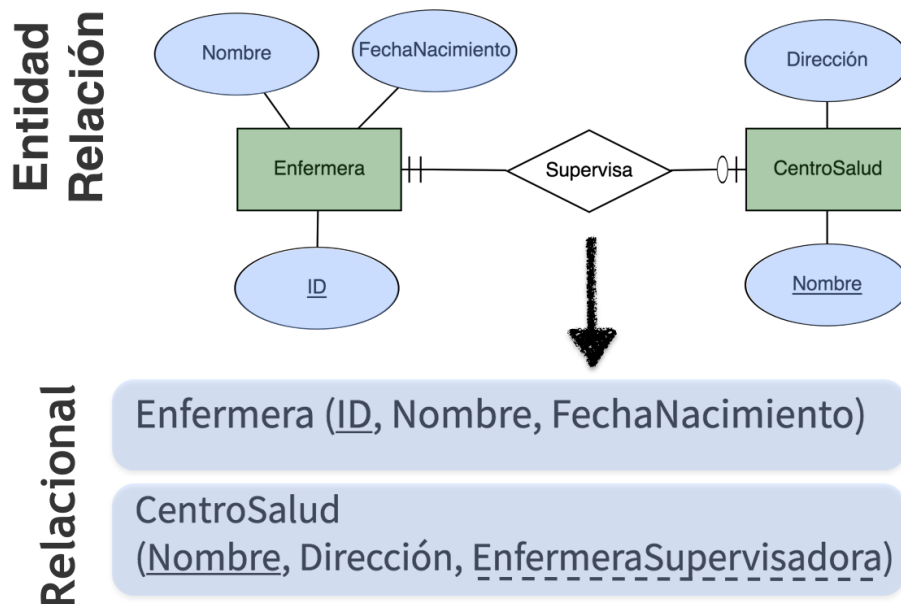 Entidad
Relación
Nombre
FechaNacimiento
Dirección
Enfermera
Supervisa
CentroSalud
ID
Nombre
Relacional
Enfermera (ID, Nombre, FechaNacimiento)
CentroSalud
(Nombre, Dirección, EnfermeraSupervisadora)